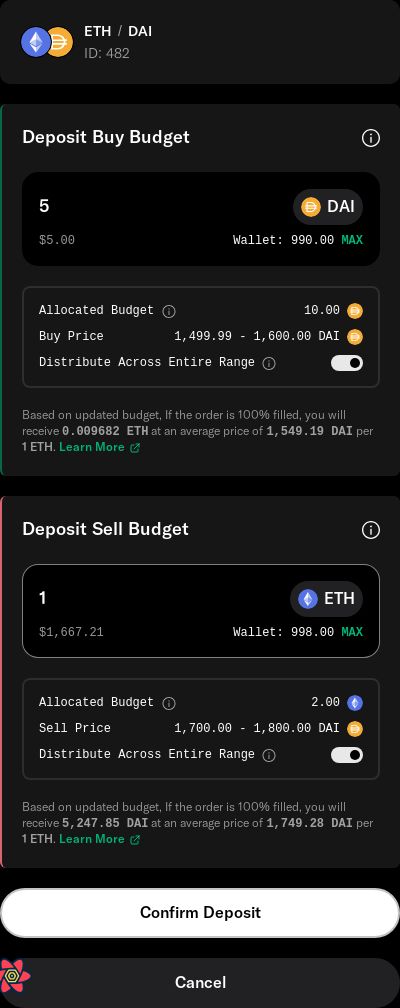 ETH / DAI
ID: 482
Deposit Buy Budget
5 DAI
$5.00 Wallet: 990.00 MAX
Allocated Budget 10.00
Buy Price 1,499.99 - 1,600.00 DAI
Distribute Across Entire Range
Based on updated budget, If the order is 100% filled, you will
receive 0.009682 ETH at an average price of 1,549.19 DAI per
1 ETH. Learn More
Deposit Sell Budget
1 ETH
$1,667.21 Wallet: 998.00 MAX
Allocated Budget 2.00
Sell Price 1,700.00 - 1,800.00 DAI
Distribute Across Entire Range
Based on updated budget, If the order is 100% filled, you will
receive 5,247.85 DAI at an average price of 1,749.28 DAI per
1 ETH. Learn More
Confirm Deposit
Cancel